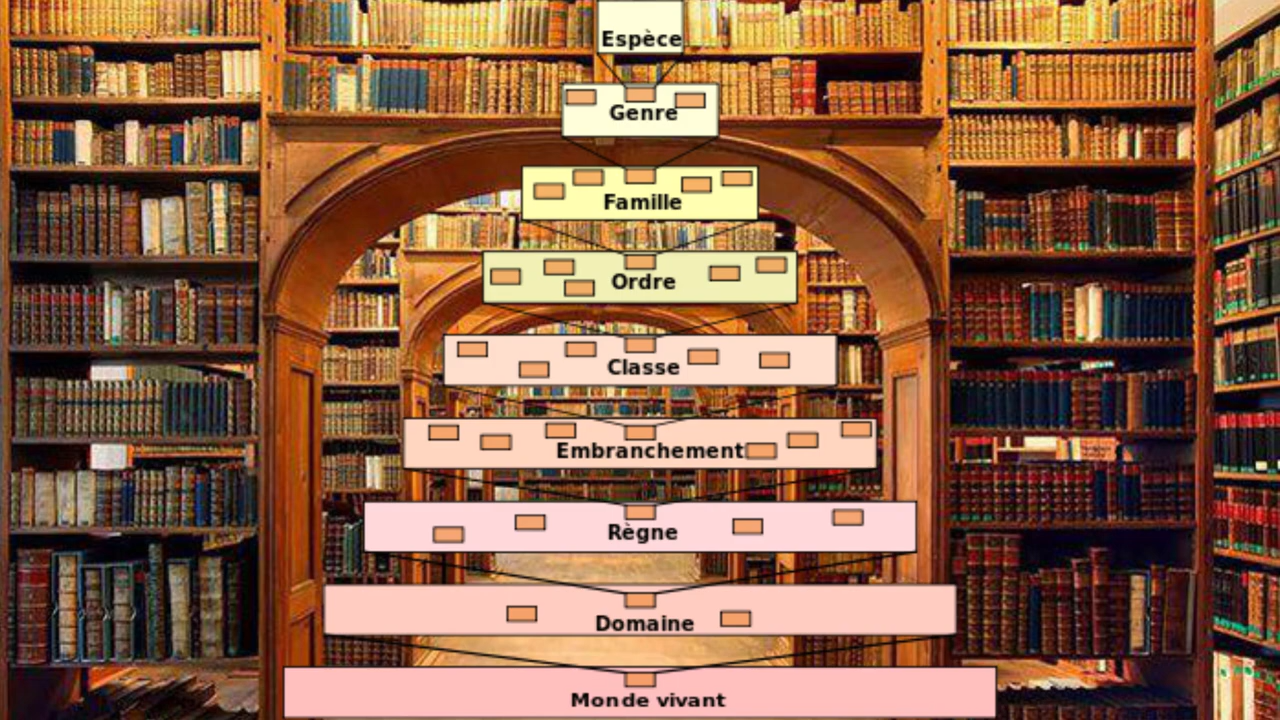 Espèce
Genre
Famille
Ordre
Classe
Embranchement
Règne
Domaine
Monde vivant